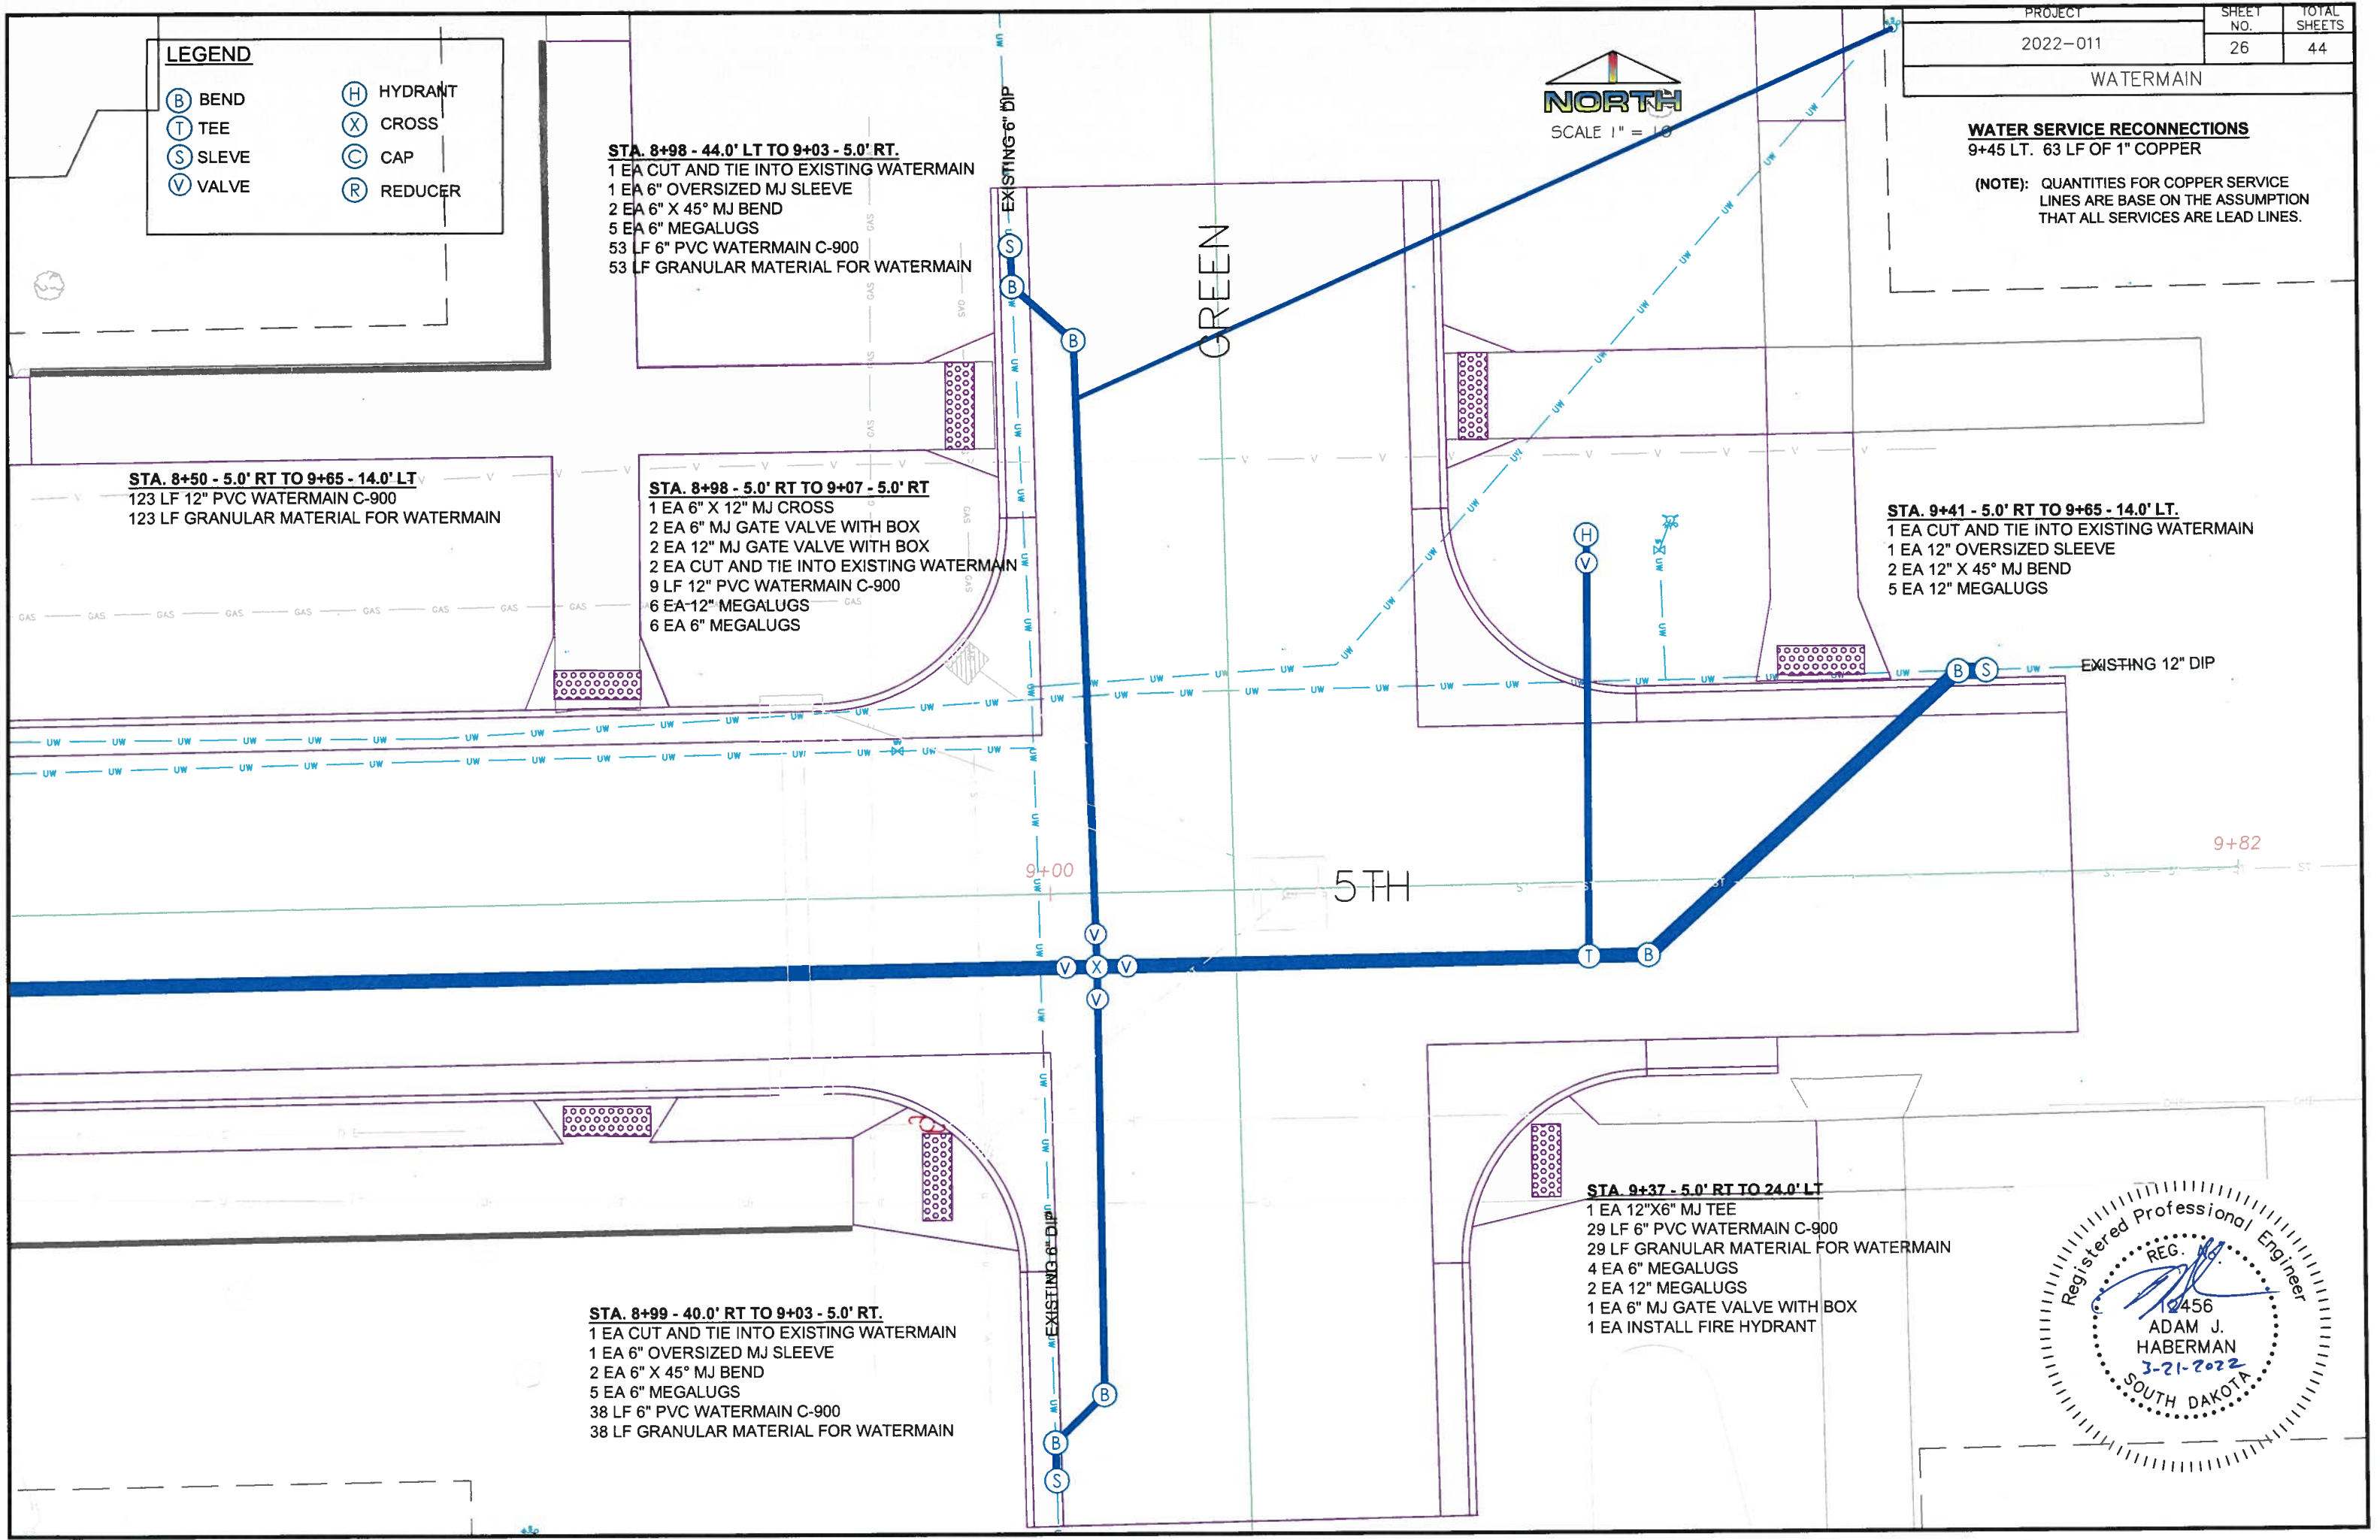 PROJECT
SHEET NO.
TOTAL SHEETS
2022-011
26
44
WATERMAIN
LEGEND
B BEND
T TEE
S SLEVE
V VALVE
H HYDRANT
X CROSS
C CAP
R REDUCER
NORTH
SCALE 1" = 10
WATER SERVICE RECONNECTIONS
9+45 LT. 63 LF OF 1" COPPER
(NOTE): QUANTITIES FOR COPPER SERVICE
LINES ARE BASE ON THE ASSUMPTION
THAT ALL SERVICES ARE LEAD LINES.
STA. 8+98 - 44.0' LT TO 9+03 - 5.0' RT.
1 EA CUT AND TIE INTO EXISTING WATERMAIN
1 EA 6" OVERSIZED MJ SLEEVE
2 EA 6" X 45° MJ BEND
5 EA 6" MEGALUGS
53 LF 6" PVC WATERMAIN C-900
53 LF GRANULAR MATERIAL FOR WATERMAIN
EXISTING 6" DIP
GREEN
STA. 8+50 - 5.0' RT TO 9+65 - 14.0' LT
123 LF 12" PVC WATERMAIN C-900
123 LF GRANULAR MATERIAL FOR WATERMAIN
STA. 8+98 - 5.0' RT TO 9+07 - 5.0' RT
1 EA 6" X 12" MJ CROSS
2 EA 6" MJ GATE VALVE WITH BOX
2 EA 12" MJ GATE VALVE WITH BOX
2 EA CUT AND TIE INTO EXISTING WATERMAIN
9 LF 12" PVC WATERMAIN C-900
6 EA 12" MEGALUGS
6 EA 6" MEGALUGS
STA. 9+41 - 5.0' RT TO 9+65 - 14.0' LT.
1 EA CUT AND TIE INTO EXISTING WATERMAIN
1 EA 12" OVERSIZED SLEEVE
2 EA 12" X 45° MJ BEND
5 EA 12" MEGALUGS
EXISTING 12" DIP
9+00
5TH
9+82
EXISTING 6" DIP
STA. 9+37 - 5.0' RT TO 24.0' LT
1 EA 12"X6" MJ TEE
29 LF 6" PVC WATERMAIN C-900
29 LF GRANULAR MATERIAL FOR WATERMAIN
4 EA 6" MEGALUGS
2 EA 12" MEGALUGS
1 EA 6" MJ GATE VALVE WITH BOX
1 EA INSTALL FIRE HYDRANT
STA. 8+99 - 40.0' RT TO 9+03 - 5.0' RT.
1 EA CUT AND TIE INTO EXISTING WATERMAIN
1 EA 6" OVERSIZED MJ SLEEVE
2 EA 6" X 45° MJ BEND
5 EA 6" MEGALUGS
38 LF 6" PVC WATERMAIN C-900
38 LF GRANULAR MATERIAL FOR WATERMAIN
Registered Professional Engineer
REG. No.
12456
ADAM J.
HABERMAN
3-21-2022
SOUTH DAKOTA